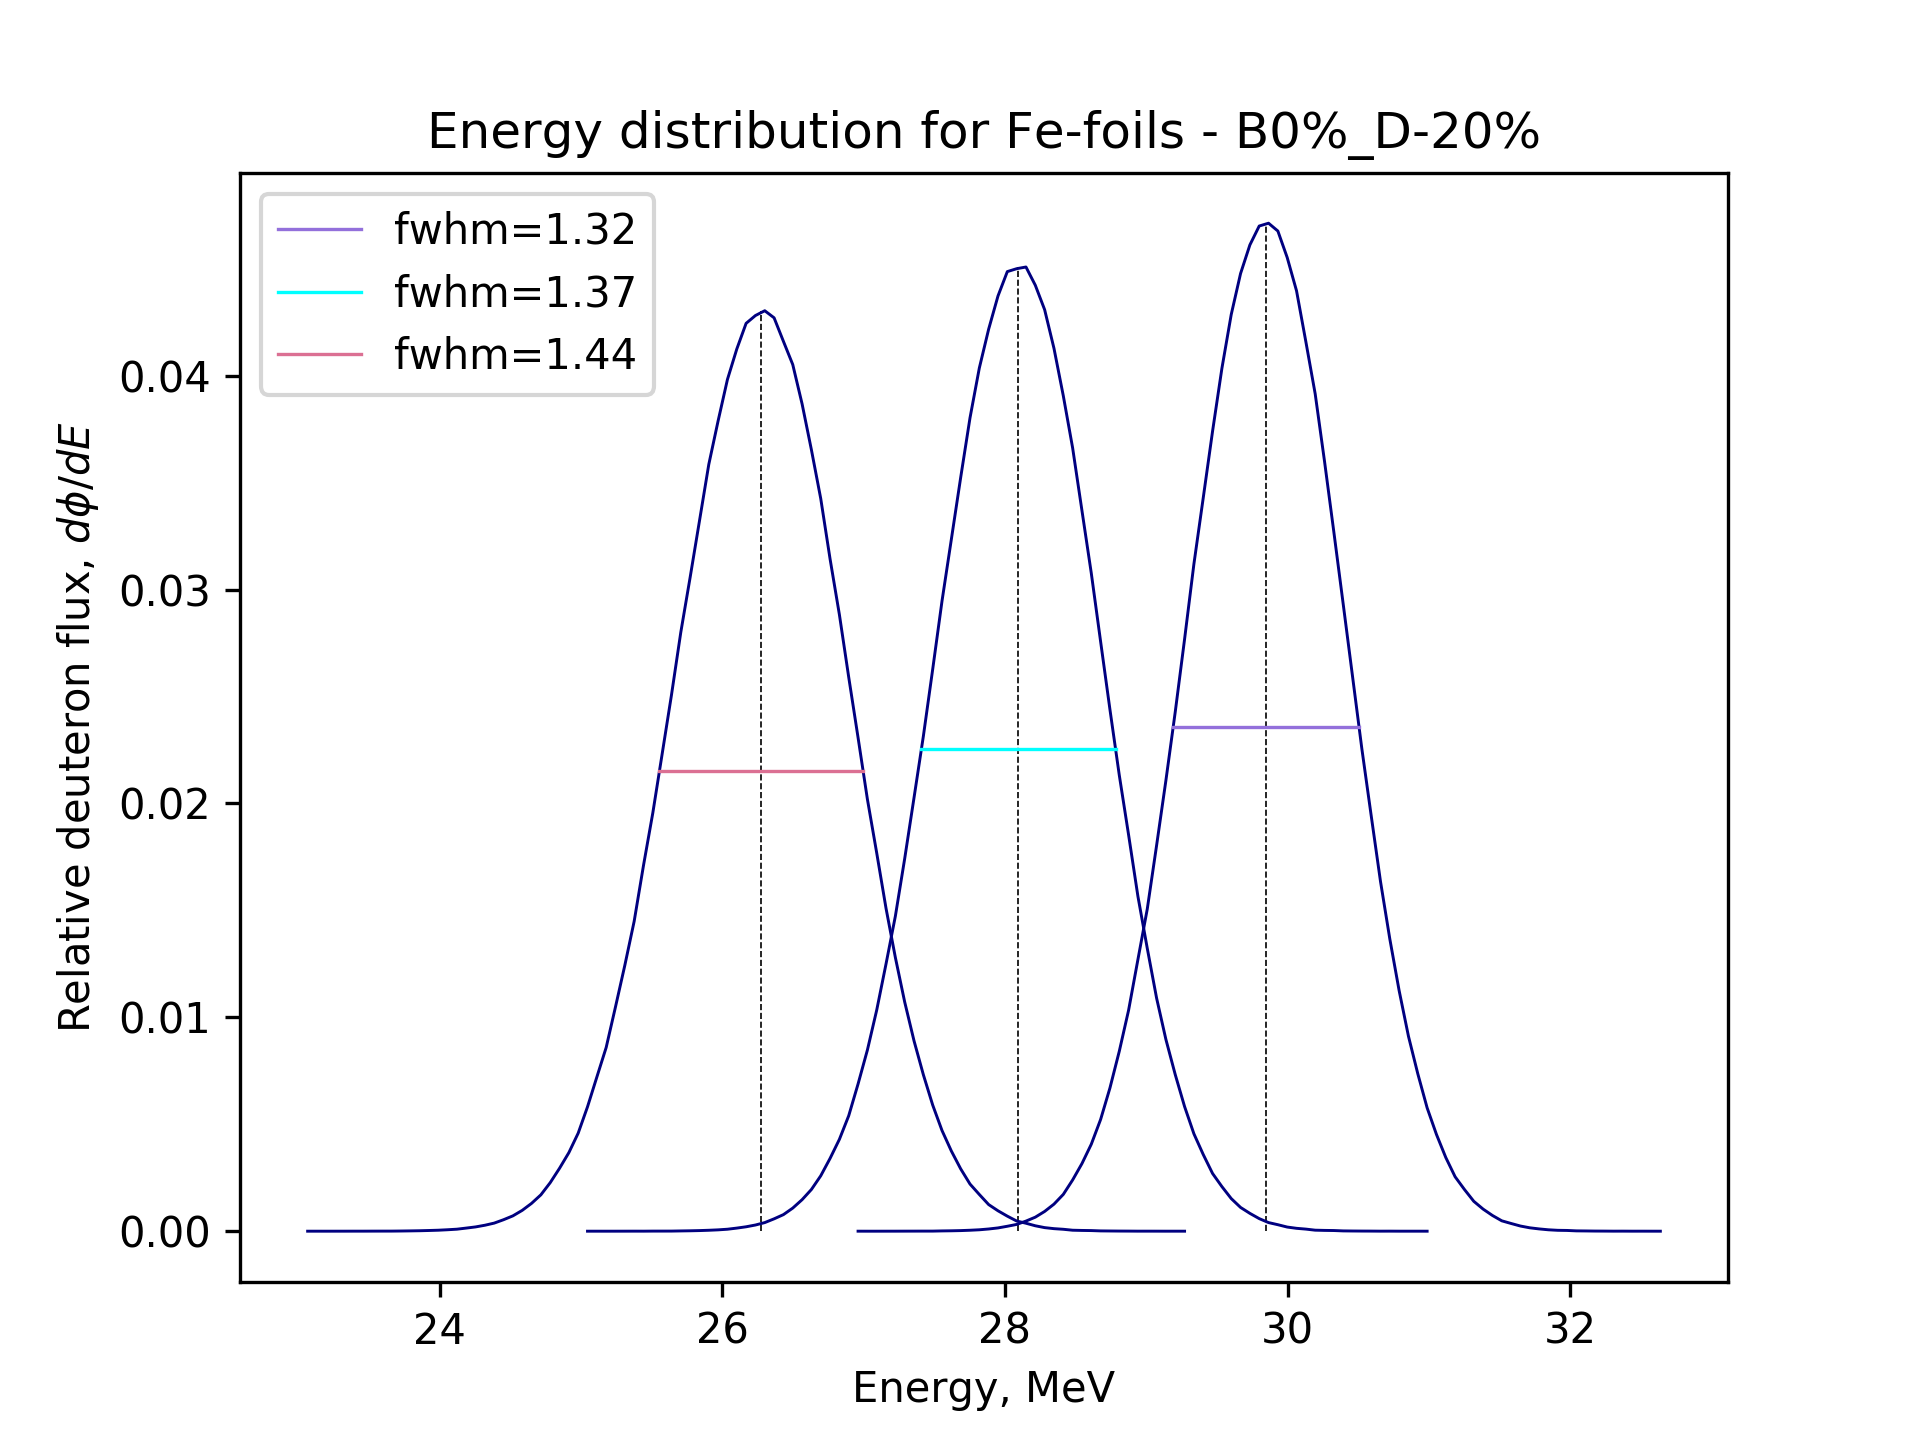 Energy distribution for Fe-foils - B0%_D-20%
fwhm=1.32
fwhm=1.37
fwhm=1.44
Relative deuteron flux, dϕ/dE
0.04
0.03
0.02
0.01
0.00
24 26 28 30 32
Energy, MeV